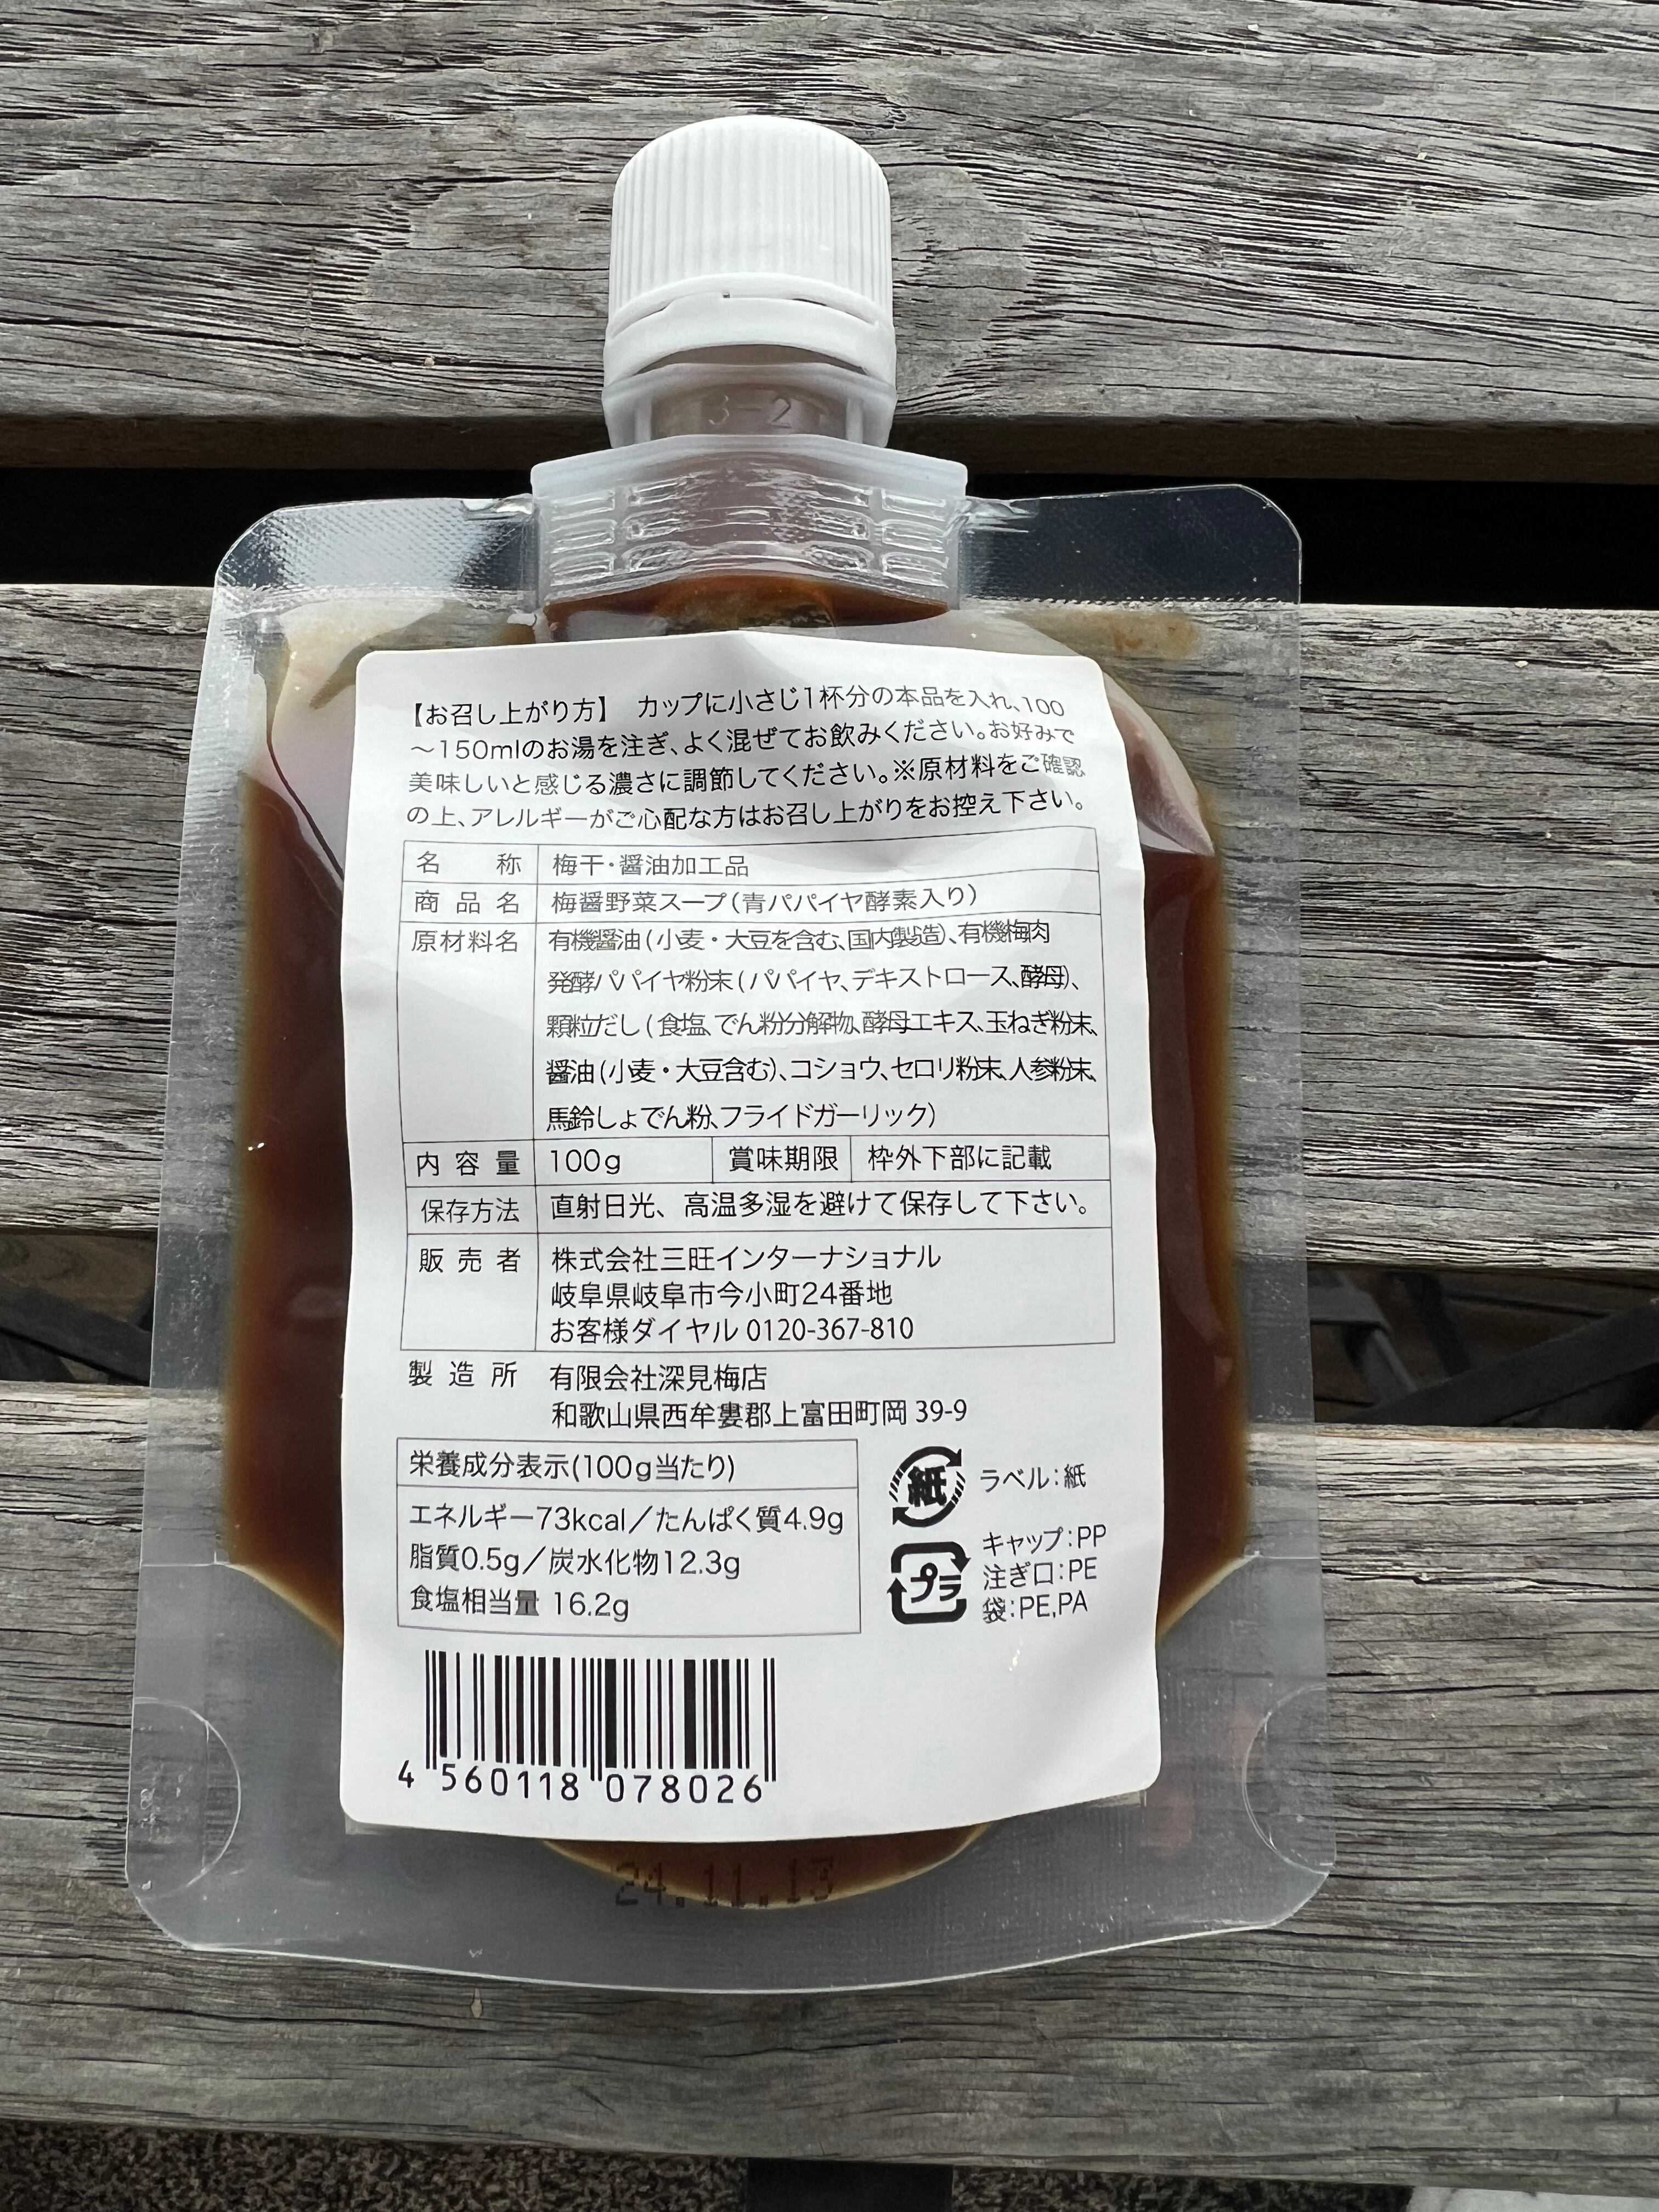 3-2
【お召し上がり方】 カップに小さじ1杯分の本品を入れ、100
～150mlのお湯を注ぎ、よく混ぜてお飲みください。お好みで
美味しいと感じる濃さに調節してください。※原材料をご確認
の上、アレルギーがご心配な方はお召し上がりをお控え下さい。
名称 梅干・醤油加工品
商品名 梅醤野菜スープ(青パパイヤ酵素入り)
原材料名 有機醤油(小麦・大豆を含む、国内製造)、有機梅肉
発酵パパイヤ粉末(パパイヤ、デキストロース、酵母)、
顆粒だし(食塩、でん粉分解物、酵母エキス、玉ねぎ粉末、
醤油(小麦・大豆含む)、コショウ、セロリ粉末、人参粉末、
馬鈴しょでん粉、フライドガーリック)
内容量 100g 賞味期限 枠外下部に記載
保存方法 直射日光、高温多湿を避けて保存して下さい。
販売者 株式会社三旺インターナショナル
岐阜県岐阜市今小町24番地
お客様ダイヤル 0120-367-810
製造所 有限会社深見梅店
和歌山県西牟婁郡上富田町岡 39-9
栄養成分表示(100g当たり)
エネルギー73kcal／たんぱく質4.9g
脂質0.5g／炭水化物12.3g
食塩相当量 16.2g
紙 ラベル:紙
プラ キャップ:PP
注ぎ口:PE
袋:PE,PA
4 560118 078026
24.11.13